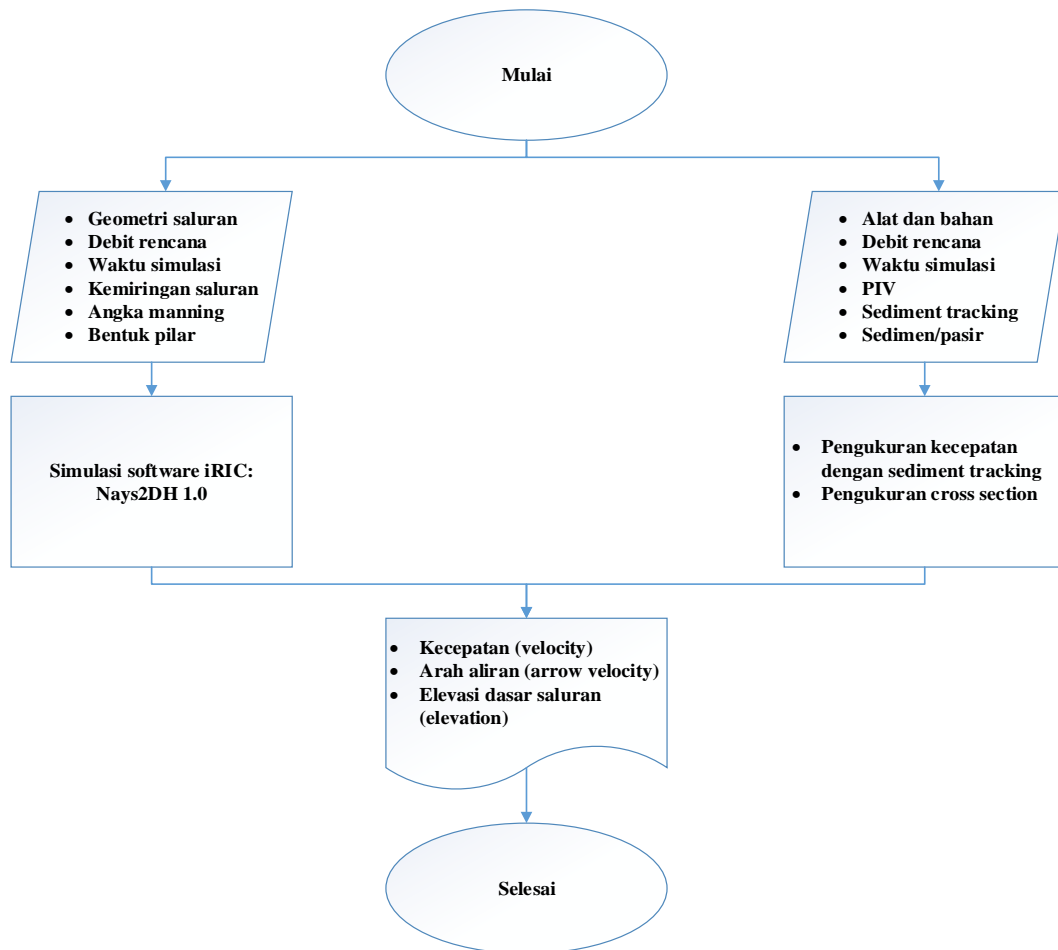 Mulai
• Geometri saluran
• Debit rencana
• Waktu simulasi
• Kemiringan saluran
• Angka manning
• Bentuk pilar
• Alat dan bahan
• Debit rencana
• Waktu simulasi
• PIV
• Sediment tracking
• Sedimen/pasir
Simulasi software iRIC:
Nays2DH 1.0
• Pengukuran kecepatan
dengan sediment tracking
• Pengukuran cross section
• Kecepatan (velocity)
• Arah aliran (arrow velocity)
• Elevasi dasar saluran
(elevation)
Selesai